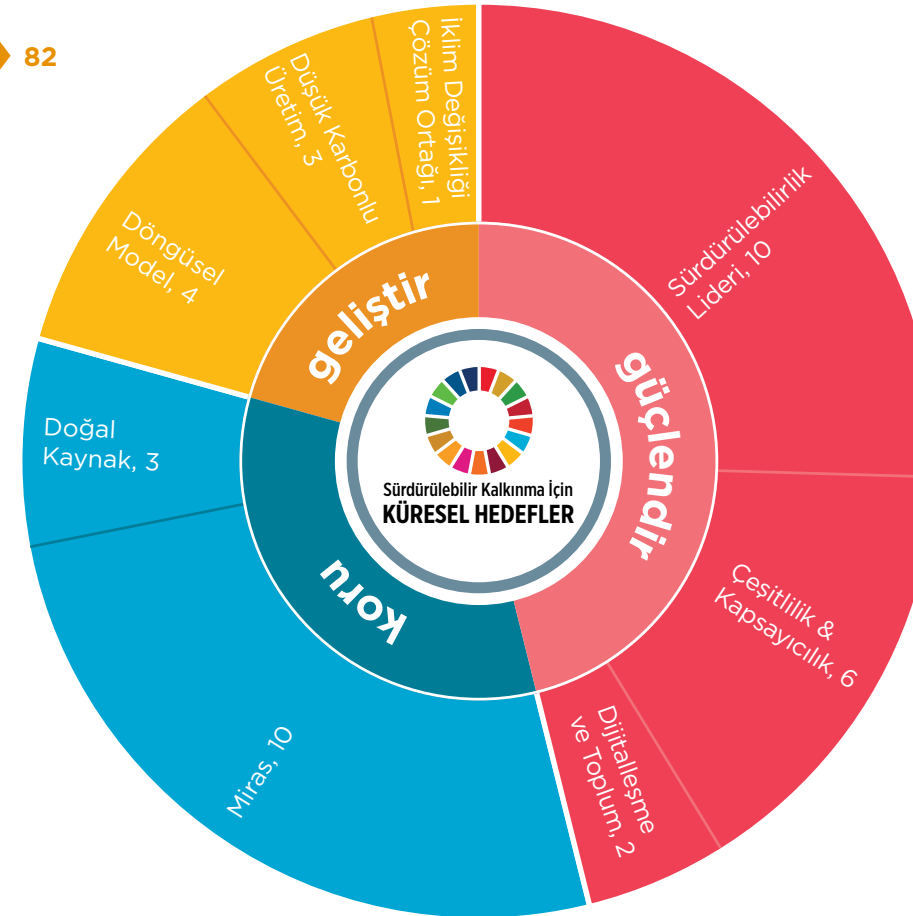 82
İklim Değişikliği
Çözüm Ortağı, 1
Düşük Karbonlu
Üretim, 3
Döngüsel
Model, 4
geliştir
Sürdürülebilirlik
Lideri, 10
güçlendir
Çeşitlilik &
Kapsayıcılık, 6
Dijitalleşme
ve Toplum, 2
Doğal
Kaynak, 3
koru
Miras, 10
Sürdürülebilir Kalkınma İçin
KÜRESEL HEDEFLER